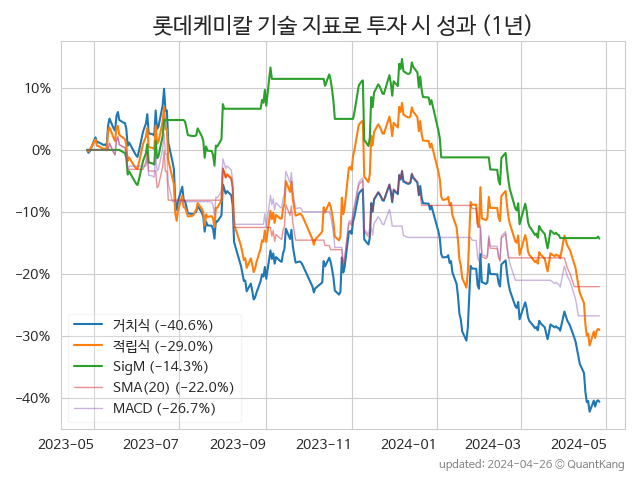 롯데케미칼 기술 지표로 투자 시 성과 (1년)
10%
0%
−10%
−20%
−30%
−40%
거치식 (−40.6%)
적립식 (−29.0%)
SigM (−14.3%)
SMA(20) (−22.0%)
MACD (−26.7%)
2023-05 2023-07 2023-09 2023-11 2024-01 2024-03 2024-05
updated: 2024-04-26 © QuantKang